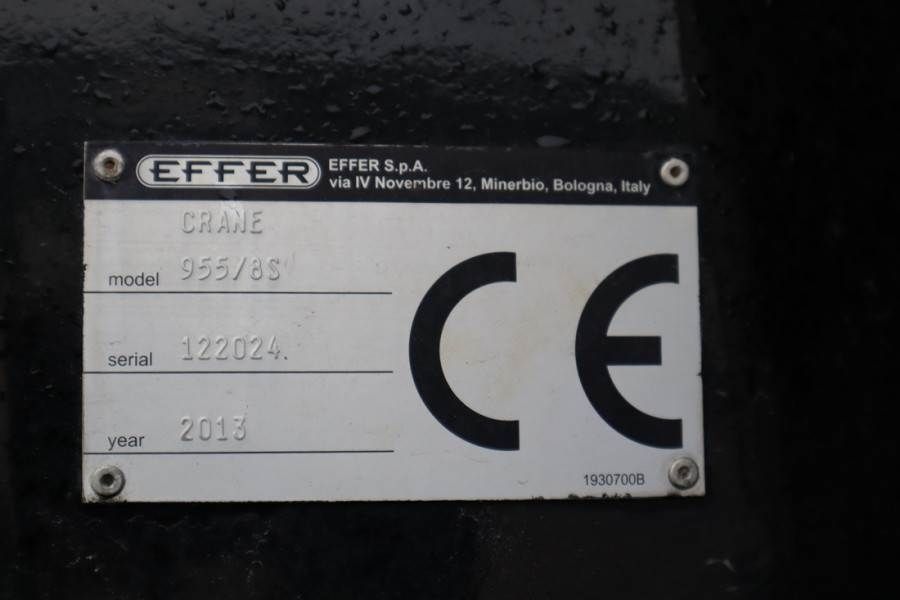 EFFER
EFFER S.p.A.
via IV Novembre 12, Minerbio, Bologna, Italy
CRANE
model 955/8S
serial 122024.
year 2013
CE
1930700B